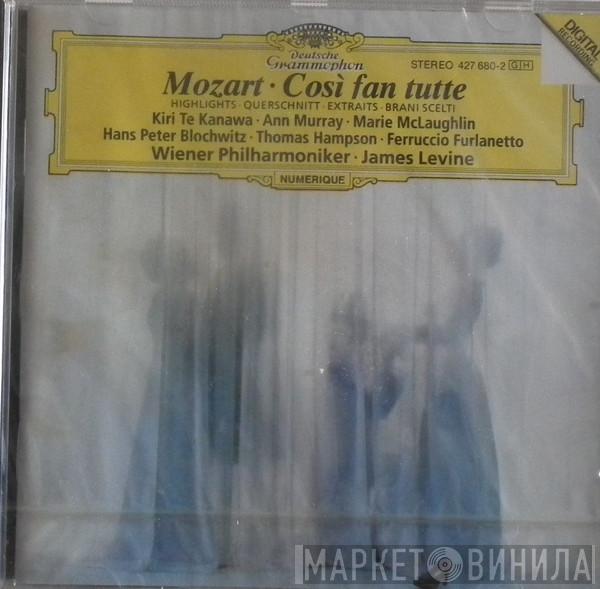 Deutsche
Grammophon
STEREO 427 680-2 GH
DIGITAL
RECORDING
Mozart · Così fan tutte
HIGHLIGHTS · QUERSCHNITT · EXTRAITS · BRANI SCELTI
Kiri Te Kanawa · Ann Murray · Marie McLaughlin
Hans Peter Blochwitz · Thomas Hampson · Ferruccio Furlanetto
Wiener Philharmoniker · James Levine
NUMERIQUE
МАРКЕТ ВИНИЛА